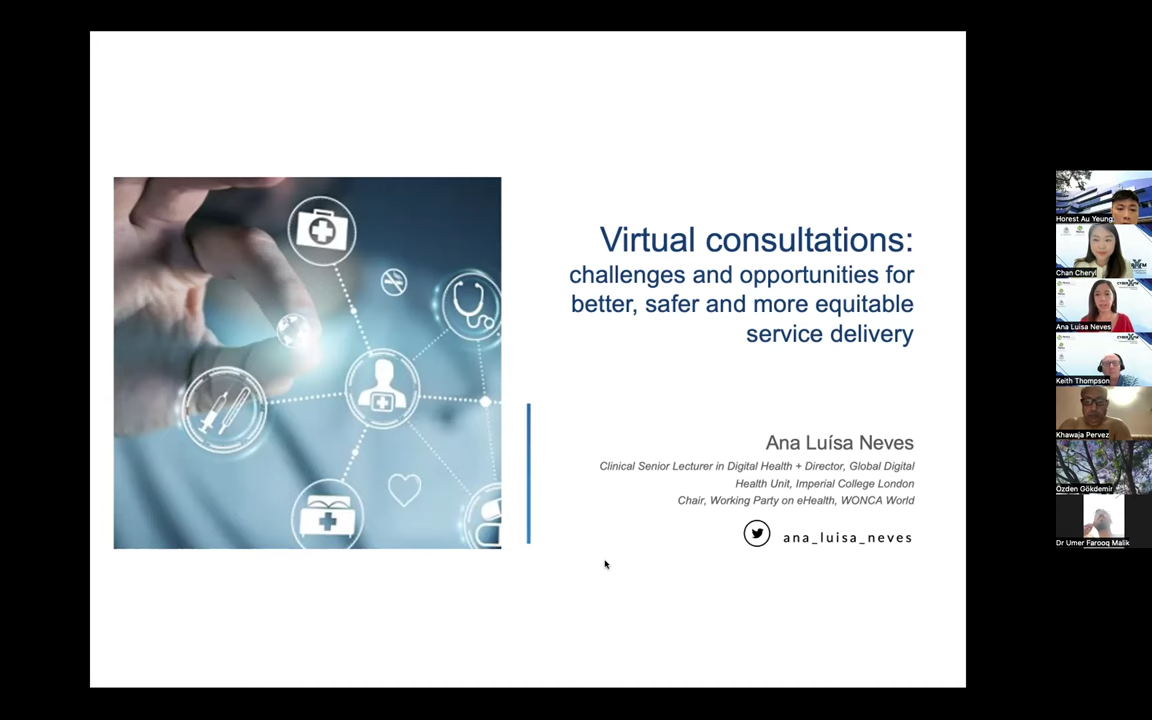 Virtual consultations:
challenges and opportunities for
better, safer and more equitable
service delivery
Ana Luísa Neves
Clinical Senior Lecturer in Digital Health + Director, Global Digital
Health Unit, Imperial College London
Chair, Working Party on eHealth, WONCA World
ana_luisa_neves
Horest Au Yeung
Chan Cheryl
Ana Luisa Neves
Keith Thompson
Khawaja Pervez
Özden Gökdemir
Dr Umer Farooq Malik